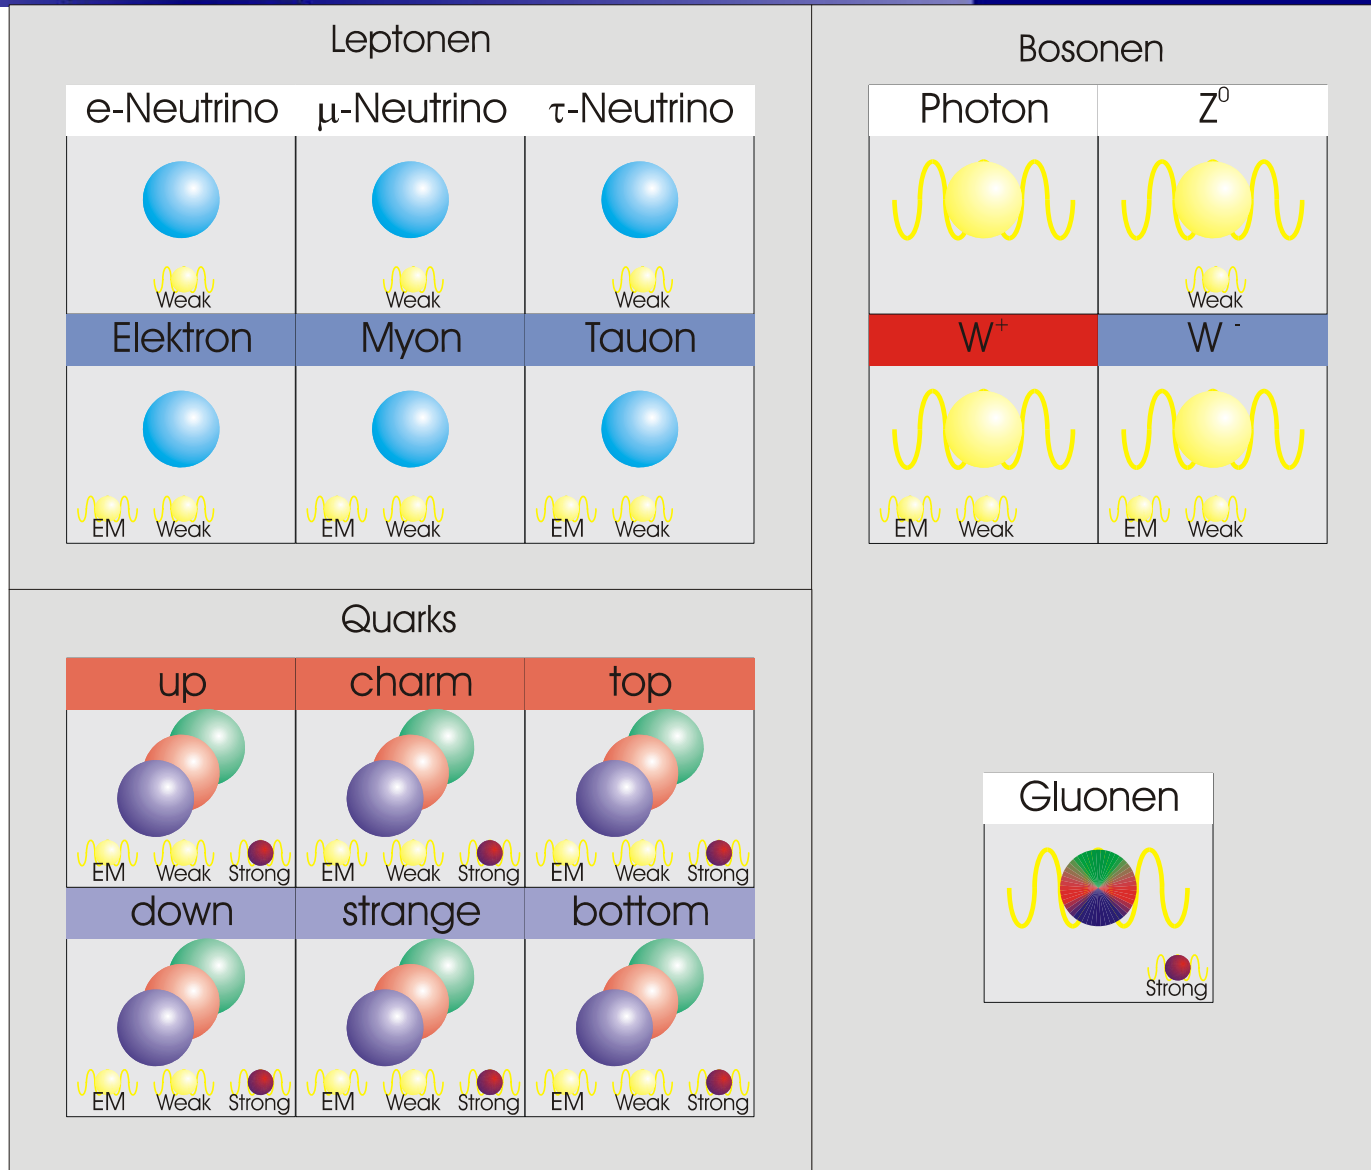 Leptonen
e-Neutrino μ-Neutrino τ-Neutrino
Weak Weak Weak
Elektron Myon Tauon
EM Weak EM Weak EM Weak
Bosonen
Photon Z⁰
Weak
W⁺ W⁻
EM Weak EM Weak
Quarks
up charm top
EM Weak Strong EM Weak Strong EM Weak Strong
down strange bottom
EM Weak Strong EM Weak Strong EM Weak Strong
Gluonen
Strong